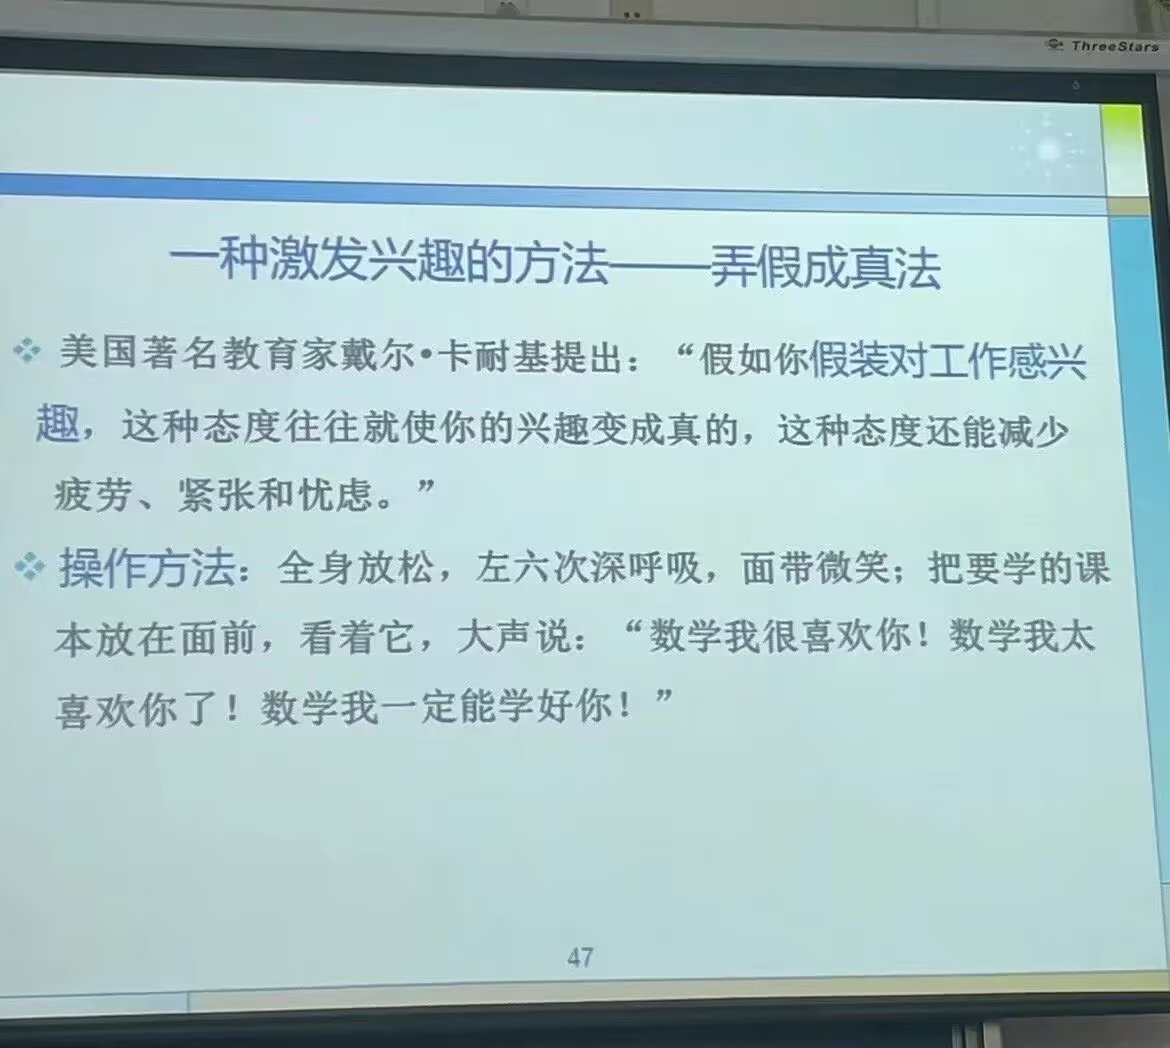 ThreeStars
一种激发兴趣的方法——弄假成真法
美国著名教育家戴尔•卡耐基提出：“假如你假装对工作感兴
趣，这种态度往往就使你的兴趣变成真的，这种态度还能减少
疲劳、紧张和忧虑。”
操作方法：全身放松，左六次深呼吸，面带微笑；把要学的课
本放在面前，看着它，大声说：“数学我很喜欢你！数学我太
喜欢你了！数学我一定能学好你！”
47